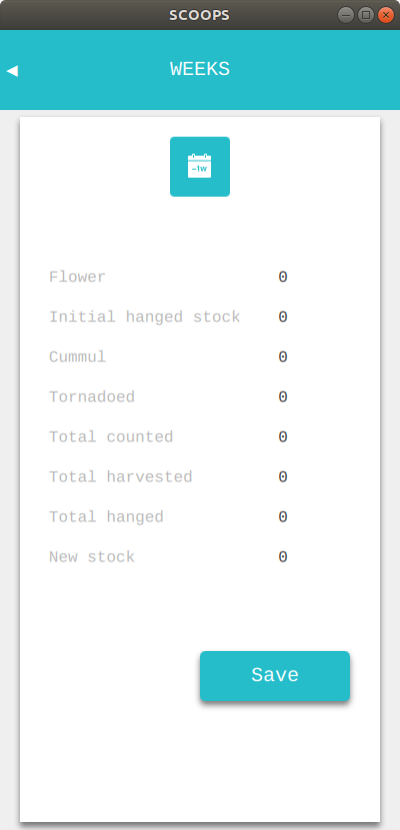 SCOOPS
WEEKS
~1w
Flower 0
Initial hanged stock 0
Cummul 0
Tornadoed 0
Total counted 0
Total harvested 0
Total hanged 0
New stock 0
Save